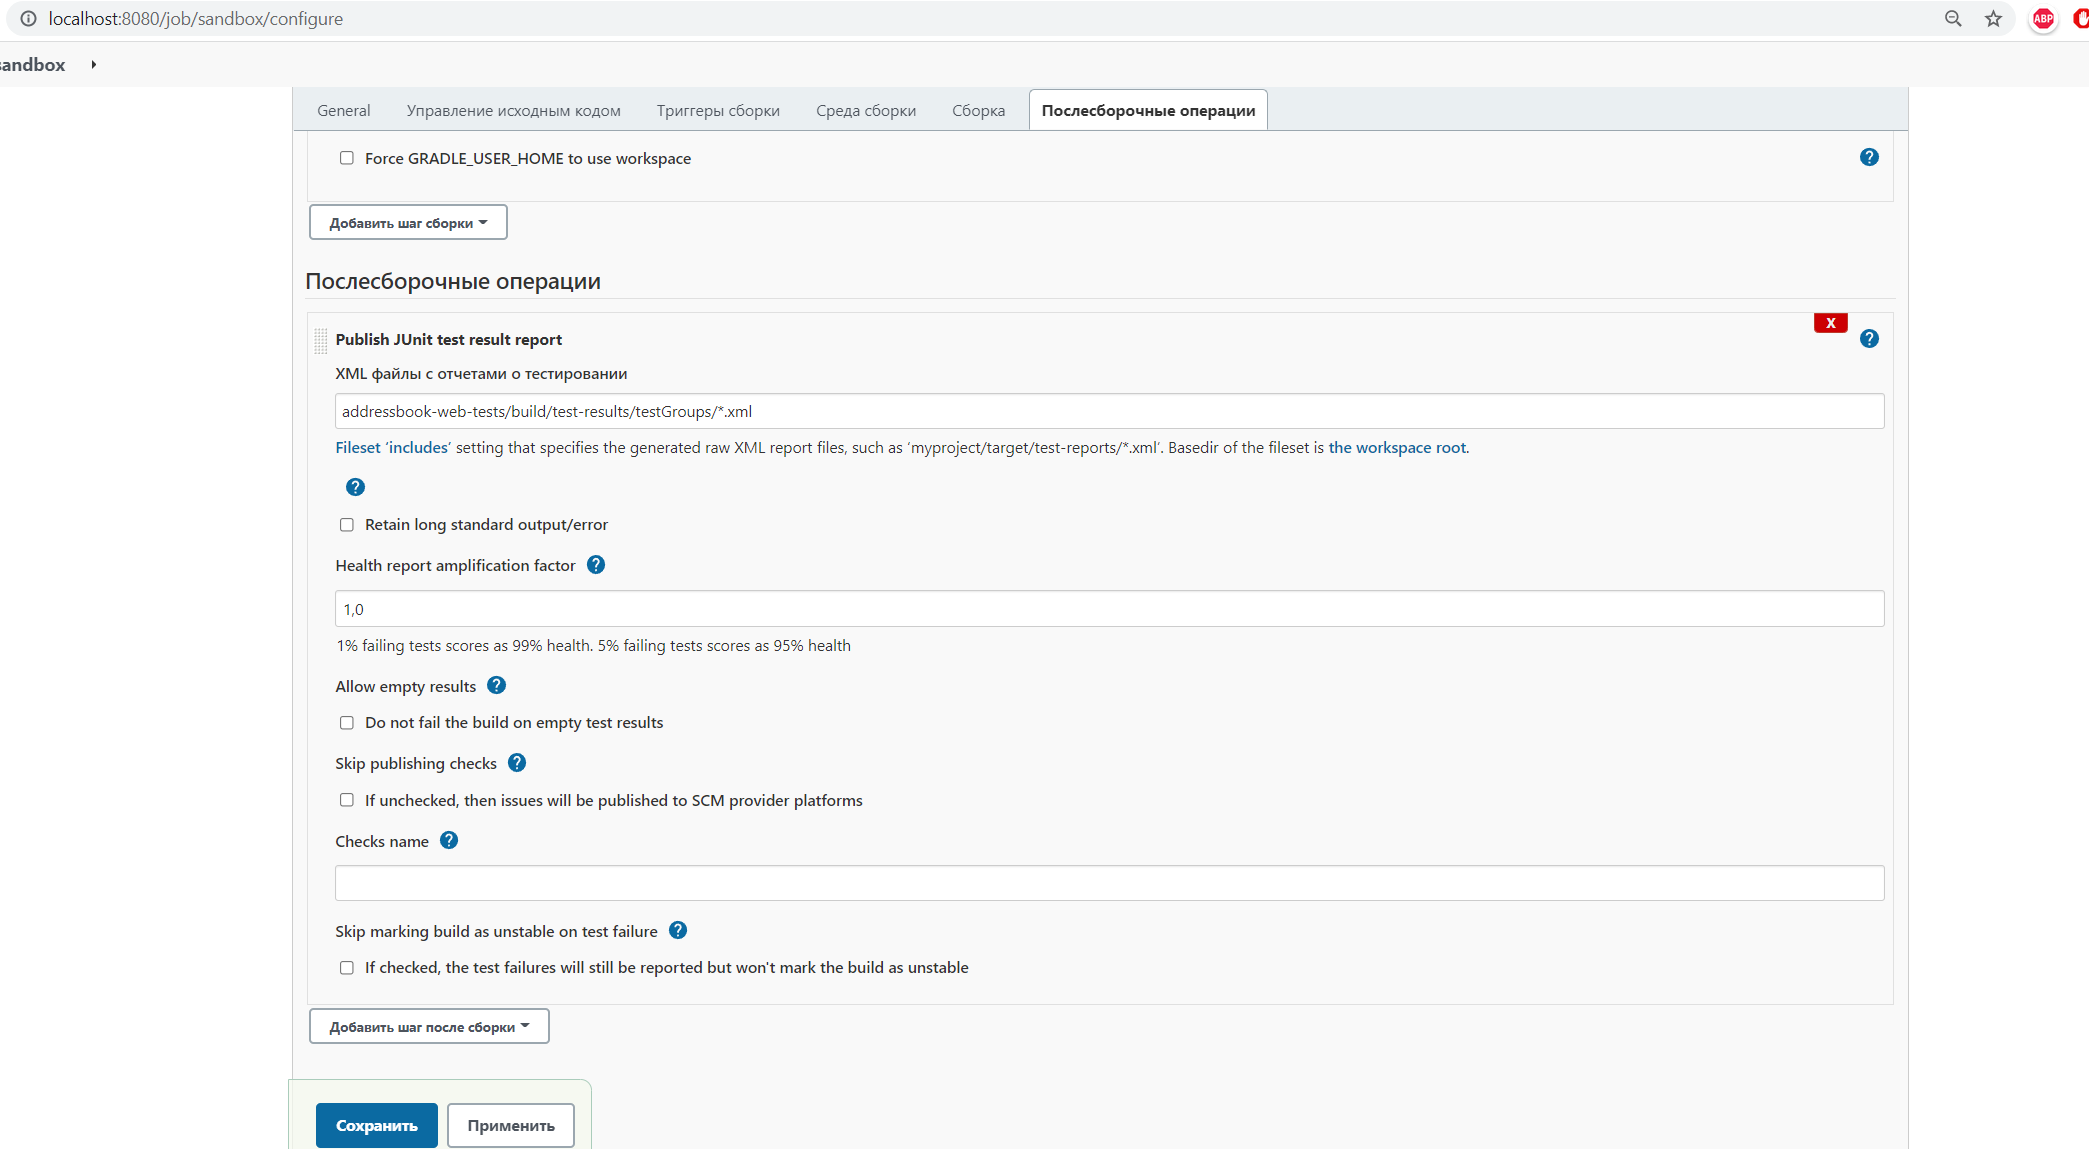 localhost:8080/job/sandbox/configure
ABP
sandbox
General Управление исходным кодом Триггеры сборки Среда сборки Сборка Послесборочные операции
Force GRADLE_USER_HOME to use workspace ?
Добавить шаг сборки
Послесборочные операции
X
Publish JUnit test result report ?
XML файлы с отчетами о тестировании
addressbook-web-tests/build/test-results/testGroups/*.xml
Fileset ‘includes’ setting that specifies the generated raw XML report files, such as ‘myproject/target/test-reports/*.xml’. Basedir of the fileset is the workspace root.
?
Retain long standard output/error
Health report amplification factor ?
1,0
1% failing tests scores as 99% health. 5% failing tests scores as 95% health
Allow empty results ?
Do not fail the build on empty test results
Skip publishing checks ?
If unchecked, then issues will be published to SCM provider platforms
Checks name ?
Skip marking build as unstable on test failure ?
If checked, the test failures will still be reported but won't mark the build as unstable
Добавить шаг после сборки
Сохранить Применить